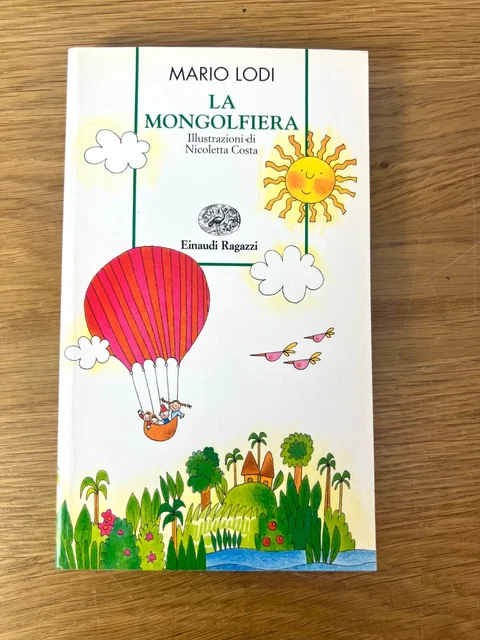 MARIO LODI
LA
MONGOLFIERA
Illustrazioni di
Nicoletta Costa
Einaudi Ragazzi